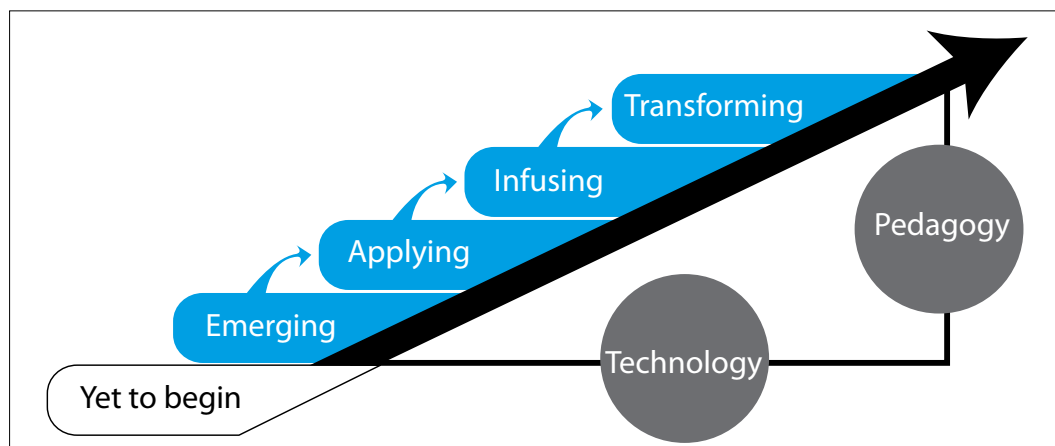 Transforming
Infusing
Pedagogy
Applying
Emerging
Technology
Yet to begin